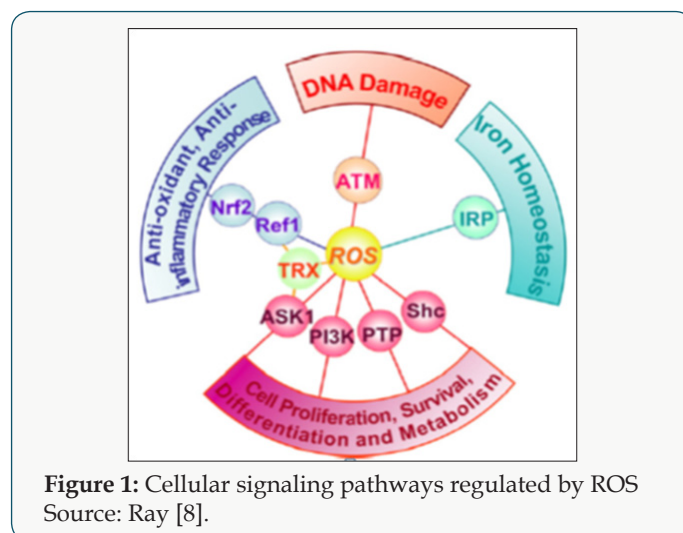 DNA Damage
Anti-oxidant, Anti-
inflammatory Response
Iron Homeostasis
ATM
Nrf2
Ref1
IRP
ROS
TRX
ASK1
PI3K
PTP
Shc
Cell Proliferation, Survival,
Differentiation and Metabolism
Figure 1: Cellular signaling pathways regulated by ROS
Source: Ray [8].